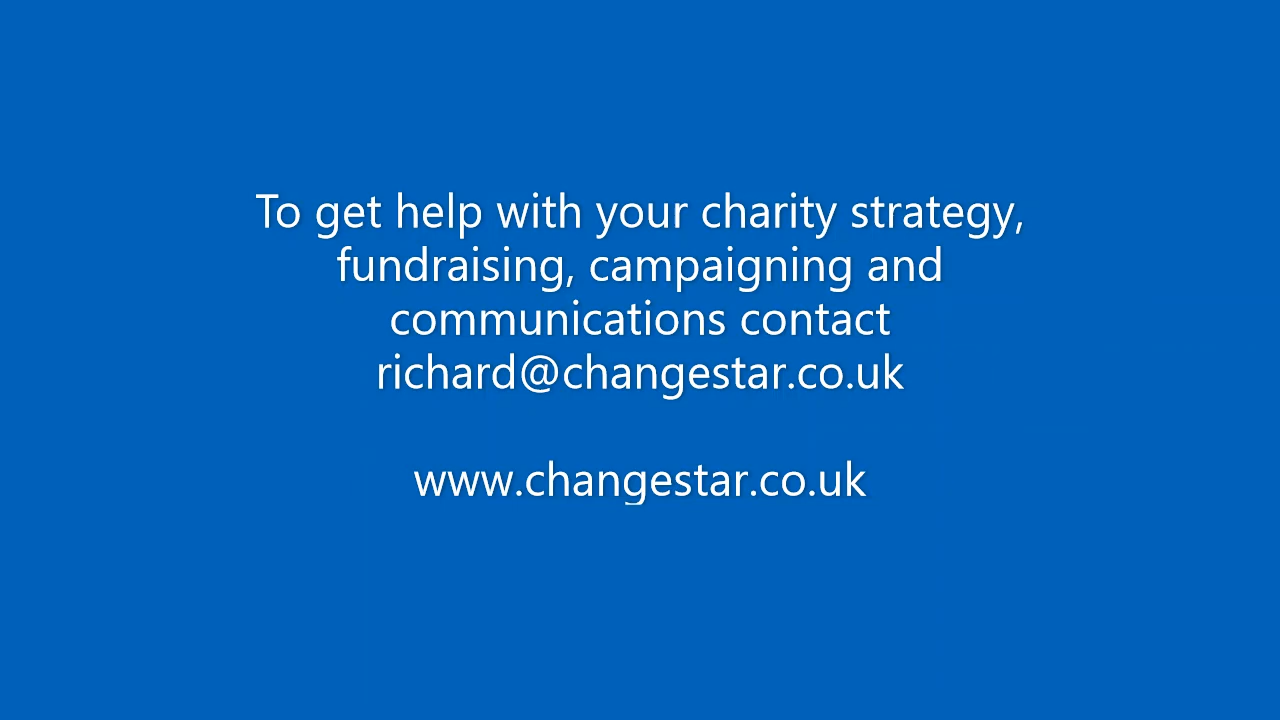 To get help with your charity strategy,
fundraising, campaigning and
communications contact
richard@changestar.co.uk
www.changestar.co.uk